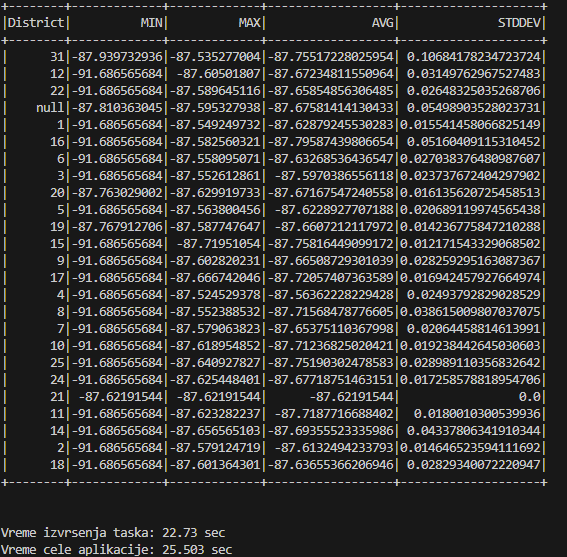 +--------+-------------+-------------+------------------+--------------------+
|District|          MIN|          MAX|               AVG|              STDDEV|
+--------+-------------+-------------+------------------+--------------------+
|      31|-87.939732936|-87.535277004|-87.75517228025954| 0.10684178234723724|
|      12|-91.686565684| -87.60501807|-87.67234811550964| 0.03149762967527483|
|      22|-91.686565684|-87.589645116|-87.65854856306485| 0.02648325035268706|
|    null|-87.810363045|-87.595327938|-87.67581414130433| 0.05498903528023731|
|       1|-91.686565684|-87.549249732|-87.62879245530283|0.015541458066825149|
|      16|-91.686565684|-87.582560321|-87.79587439806654| 0.05160409115310452|
|       6|-91.686565684|-87.558095071|-87.63268536436547|0.027038376480987607|
|       3|-91.686565684|-87.552612861| -87.5970386556118|0.023737672404297902|
|      20|-87.763029002|-87.629919733|-87.67167547240558|0.016135620725458513|
|       5|-91.686565684|-87.563800456| -87.6228927707188|0.020689119974565438|
|      19|-87.767912706|-87.587747647| -87.6607212117972|0.014236775847210288|
|      15|-91.686565684| -87.71951054|-87.75816449099172|0.012171543329068502|
|       9|-91.686565684|-87.602820231|-87.66508729301039|0.028259295163087367|
|      17|-91.686565684|-87.666742046|-87.72057407363589|0.016942457927664974|
|       4|-91.686565684|-87.524529378|-87.56362228229428| 0.02493792829028529|
|       8|-91.686565684|-87.552388532|-87.71568478776605|0.038615009807037075|
|       7|-91.686565684|-87.579063823|-87.65375110367998| 0.02064458814613991|
|      10|-91.686565684|-87.618954852|-87.71236825020421|0.019238442645030603|
|      25|-91.686565684|-87.640927827|-87.75190302478583|0.028989110356832642|
|      24|-91.686565684|-87.625448401|-87.67718751463151|0.017258578818954706|
|      21| -87.62191544| -87.62191544|      -87.62191544|                 0.0|
|      11|-91.686565684|-87.623282237| -87.7187716688402|  0.0180010300539936|
|      14|-91.686565684|-87.656565103|-87.69355523335986| 0.04337806341910344|
|       2|-91.686565684|-87.579124719| -87.6132494233793|0.014646523594111692|
|      18|-91.686565684|-87.601364301|-87.63655366206946| 0.02829340072220947|
+--------+-------------+-------------+------------------+--------------------+
Vreme izvrsenja taska: 22.73 sec
Vreme cele aplikacije: 25.503 sec